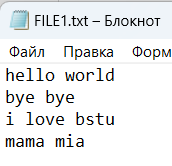 FILE1.txt – Блокнот
Файл Правка Форм
hello world
bye bye
i love bstu
mama mia